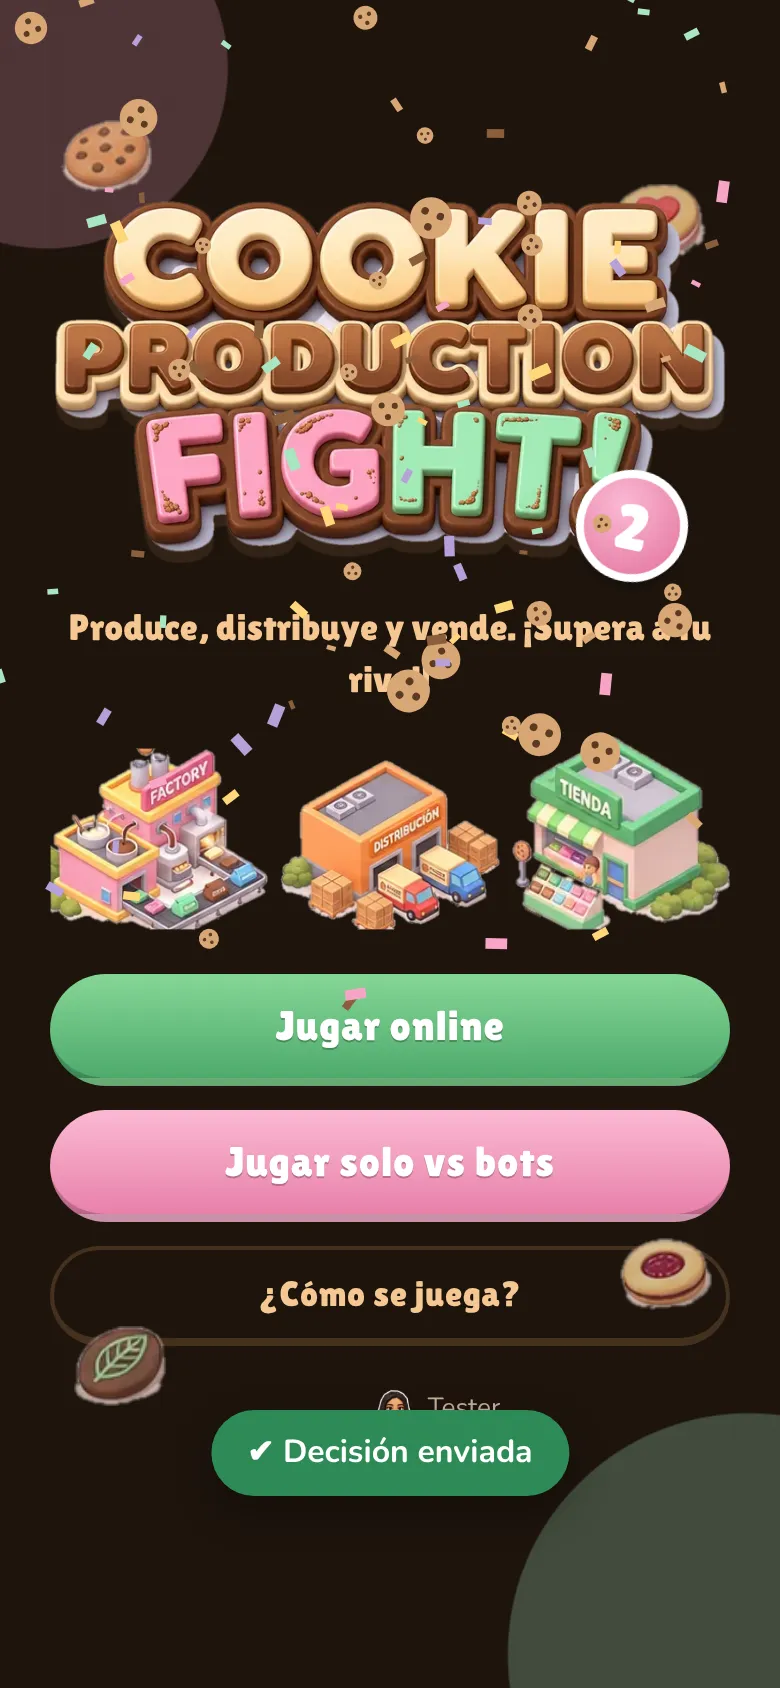 COOKIE
PRODUCTION
FIGHT!
2
Produce, distribuye y vende. ¡Supera a tu
rival!
FACTORY
DISTRIBUCIÓN
TIENDA
Jugar online
Jugar solo vs bots
¿Cómo se juega?
Tester
✔ Decisión enviada